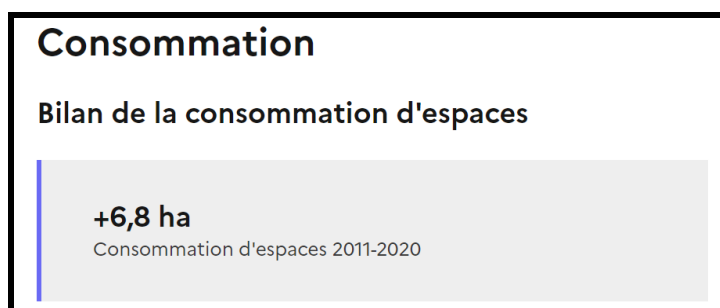 Consommation
Bilan de la consommation d'espaces
+6,8 ha
Consommation d'espaces 2011-2020